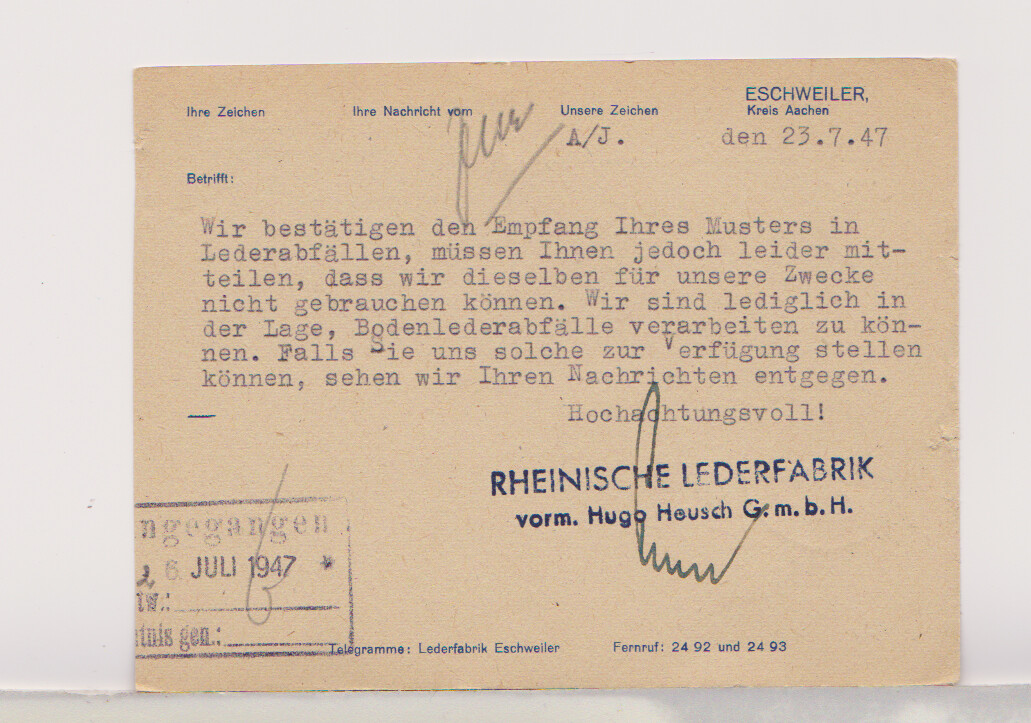 ESCHWEILER,
Ihre Zeichen Ihre Nachricht vom Unsere Zeichen Kreis Aachen
A/J. den 23.7.47
Betrifft:
Wir bestätigen den Empfang Ihres Musters in
Lederabfällen, müssen Ihnen jedoch leider mit-
teilen, dass wir dieselben für unsere Zwecke
nicht gebrauchen können. Wir sind lediglich in
der Lage, Bodenlederabfälle verarbeiten zu kön-
nen. Falls Sie uns solche zur Verfügung stellen
können, sehen wir Ihren Nachrichten entgegen.
Hochachtungsvoll!
RHEINISCHE LEDERFABRIK
vorm. Hugo Heusch G.m.b.H.
ngegangen
6. JULI 1947 *
tw.:
tnis gen.:
Telegramme: Lederfabrik Eschweiler Fernruf: 24 92 und 24 93